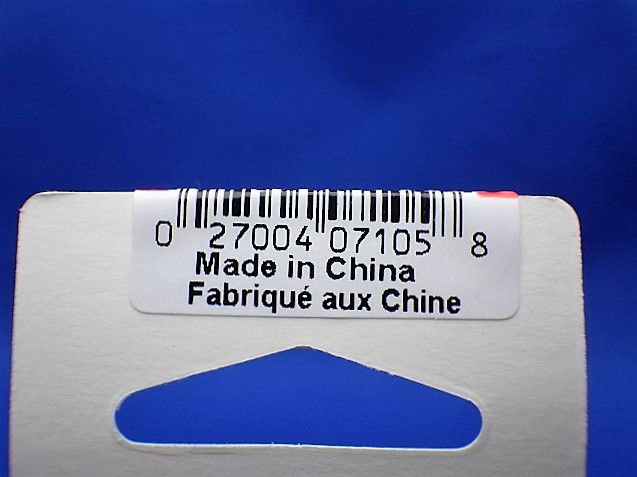 0 27004 07105 8
Made in China
Fabriqué aux Chine